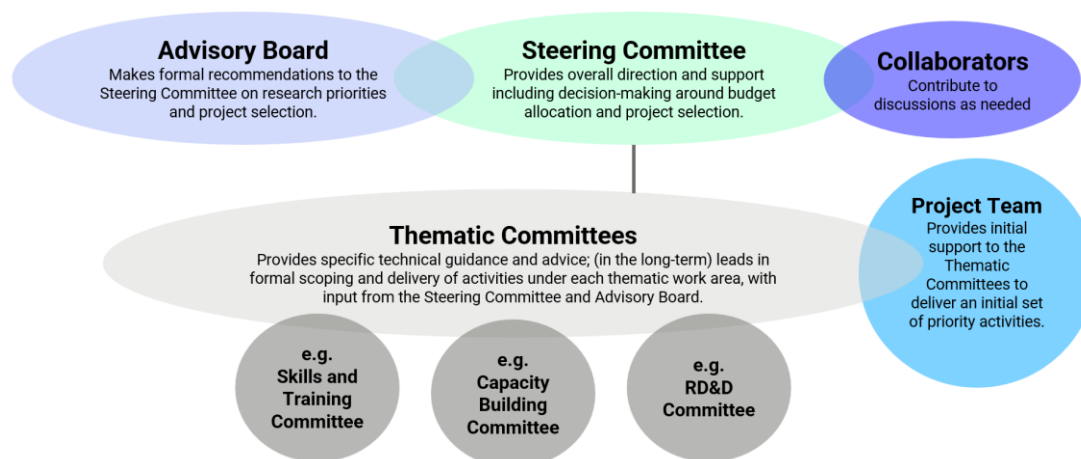 Advisory Board
Makes formal recommendations to the
Steering Committee on research priorities
and project selection.
Steering Committee
Provides overall direction and support
including decision-making around budget
allocation and project selection.
Collaborators
Contribute to
discussions as needed
Thematic Committees
Provides specific technical guidance and advice; (in the long-term) leads in
formal scoping and delivery of activities under each thematic work area, with
input from the Steering Committee and Advisory Board.
Project Team
Provides initial
support to the
Thematic
Committees to
deliver an initial set
of priority activities.
e.g.
Skills and
Training
Committee
e.g.
Capacity
Building
Committee
e.g.
RD&D
Committee